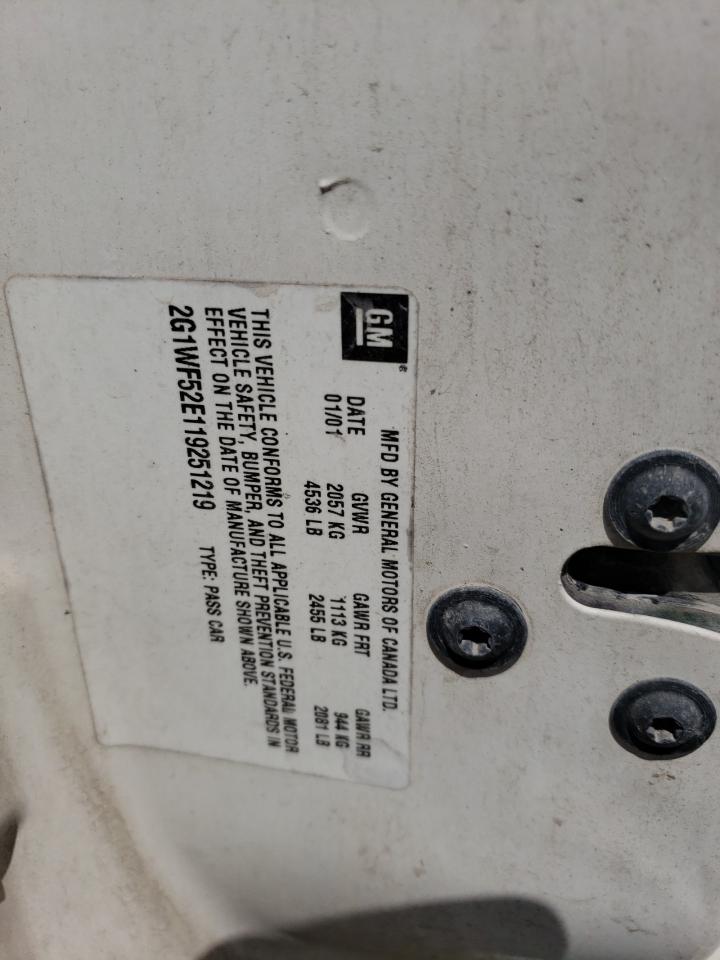 GM®
MFD BY GENERAL MOTORS OF CANADA LTD.
DATE GVWR GAWR FRT GAWR RR
01/01 2057 KG 1113 KG 944 KG
4536 LB 2455 LB 2081 LB
THIS VEHICLE CONFORMS TO ALL APPLICABLE U.S. FEDERAL MOTOR
VEHICLE SAFETY, BUMPER, AND THEFT PREVENTION STANDARDS IN
EFFECT ON THE DATE OF MANUFACTURE SHOWN ABOVE.
2G1WF52E119251219 TYPE: PASS CAR